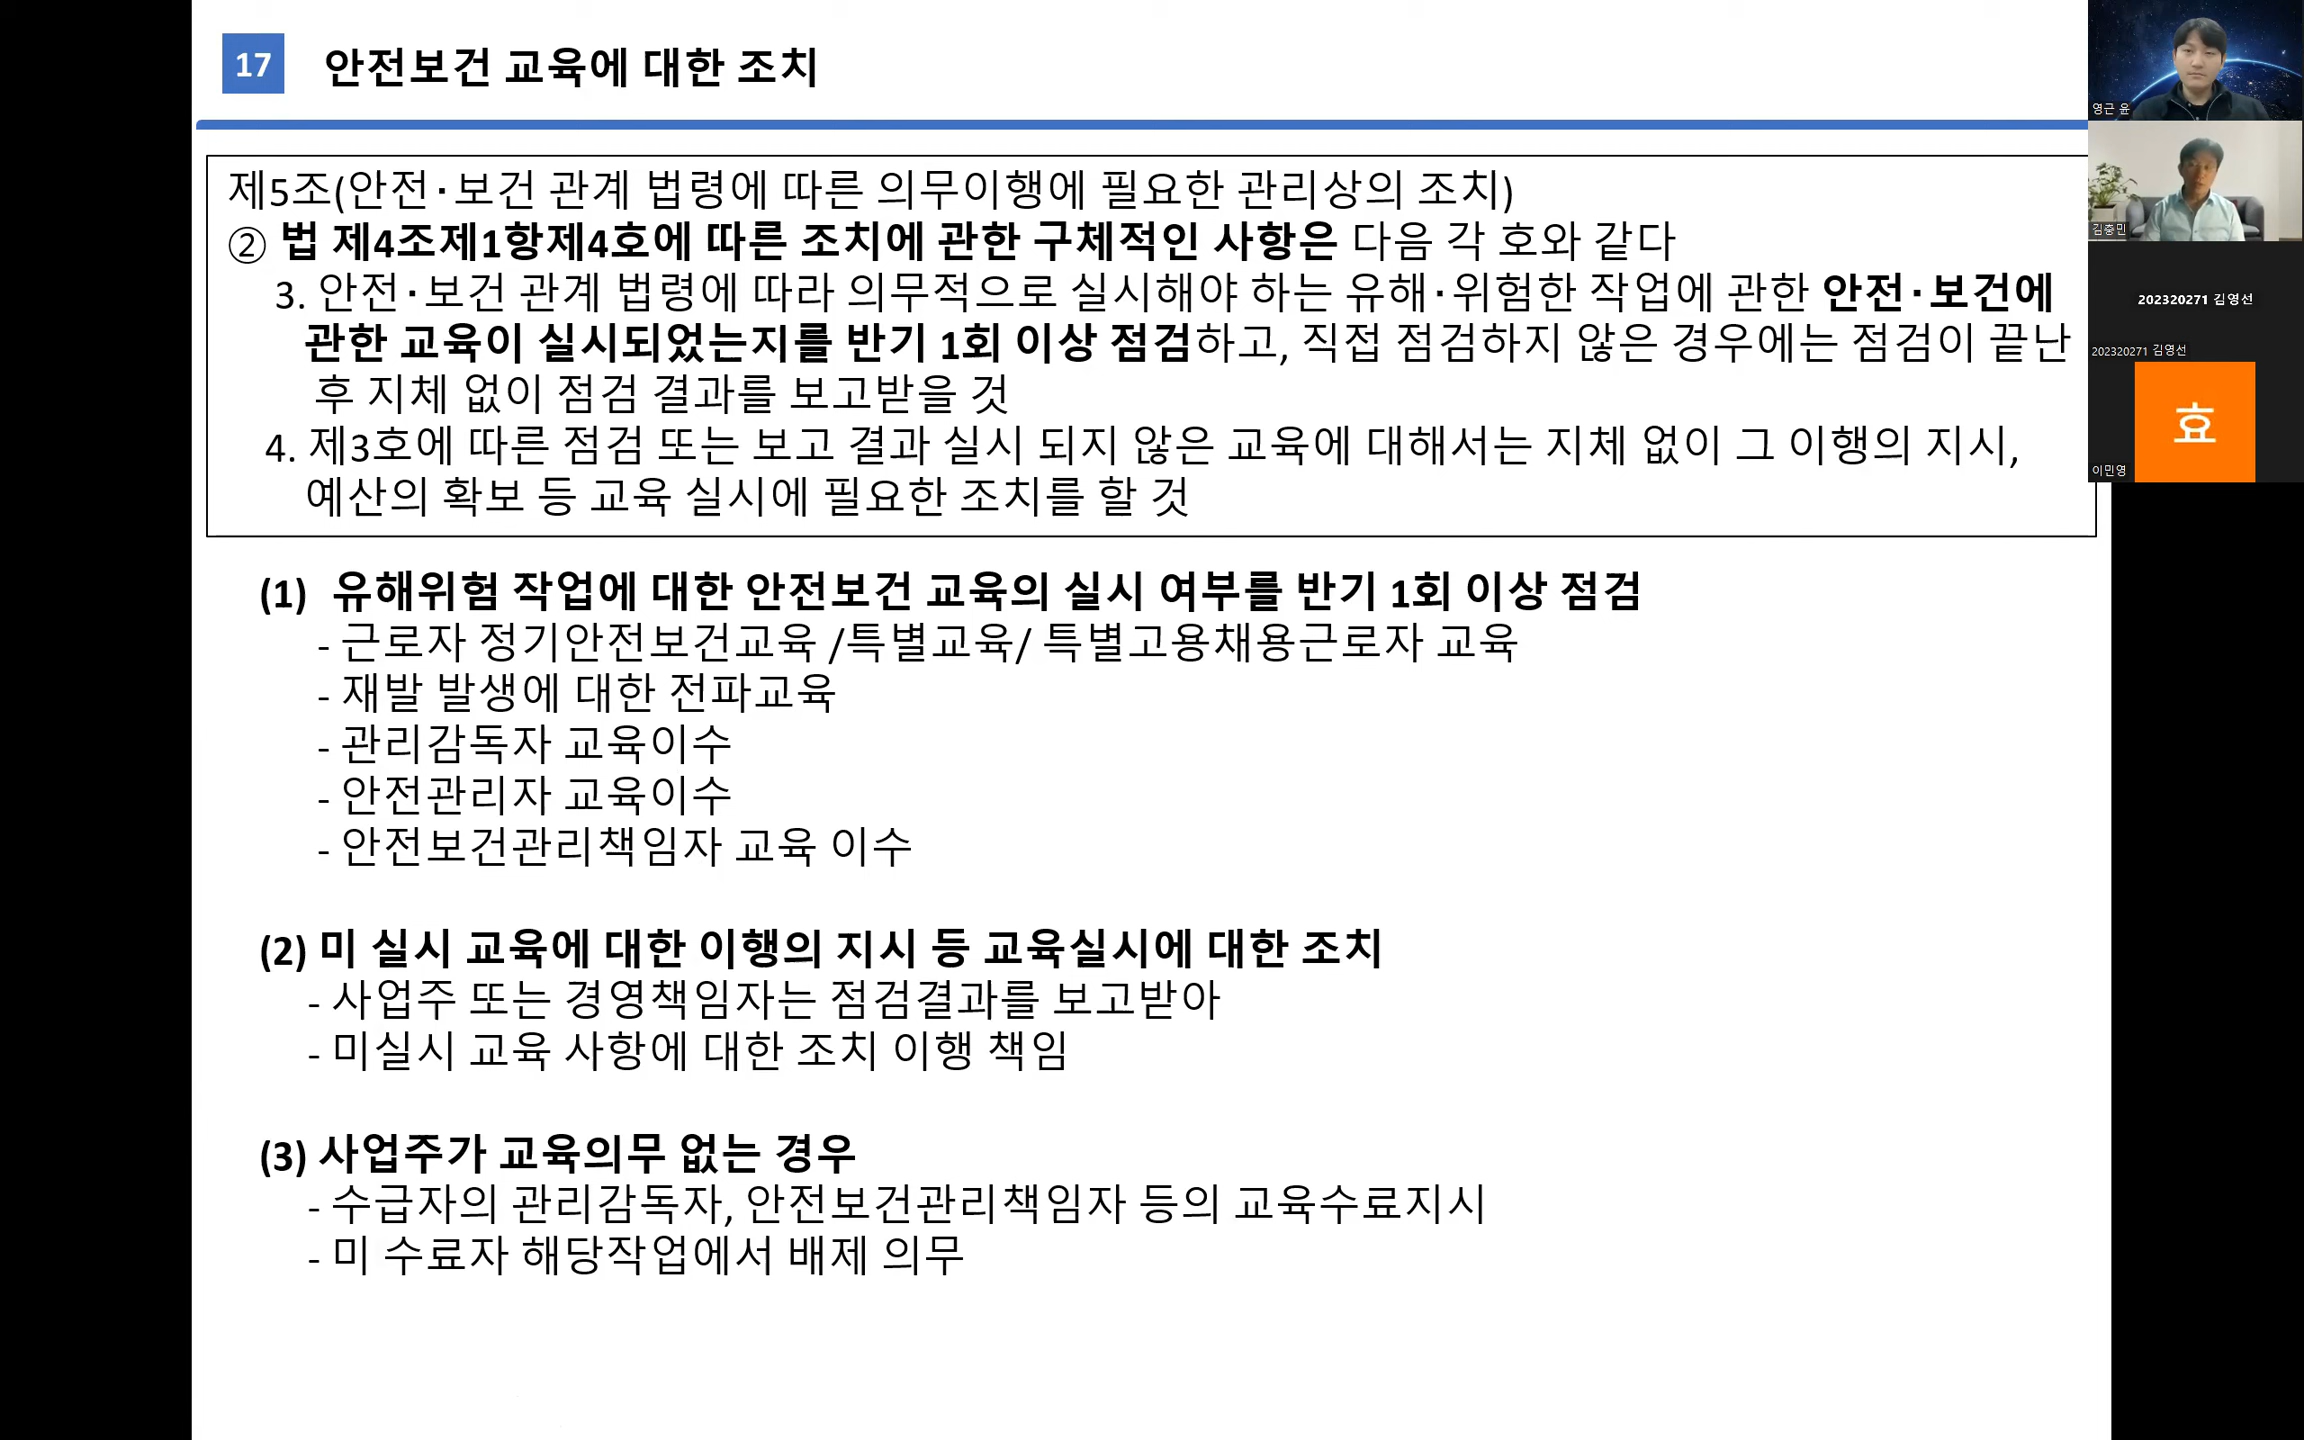 17 안전보건 교육에 대한 조치
제5조(안전·보건 관계 법령에 따른 의무이행에 필요한 관리상의 조치)
② 법 제4조제1항제4호에 따른 조치에 관한 구체적인 사항은 다음 각 호와 같다
3. 안전·보건 관계 법령에 따라 의무적으로 실시해야 하는 유해·위험한 작업에 관한 안전·보건에
관한 교육이 실시되었는지를 반기 1회 이상 점검하고, 직접 점검하지 않은 경우에는 점검이 끝난
후 지체 없이 점검 결과를 보고받을 것
4. 제3호에 따른 점검 또는 보고 결과 실시 되지 않은 교육에 대해서는 지체 없이 그 이행의 지시,
예산의 확보 등 교육 실시에 필요한 조치를 할 것
(1) 유해위험 작업에 대한 안전보건 교육의 실시 여부를 반기 1회 이상 점검
- 근로자 정기안전보건교육 /특별교육/ 특별고용채용근로자 교육
- 재발 발생에 대한 전파교육
- 관리감독자 교육이수
- 안전관리자 교육이수
- 안전보건관리책임자 교육 이수
(2) 미 실시 교육에 대한 이행의 지시 등 교육실시에 대한 조치
- 사업주 또는 경영책임자는 점검결과를 보고받아
- 미실시 교육 사항에 대한 조치 이행 책임
(3) 사업주가 교육의무 없는 경우
- 수급자의 관리감독자, 안전보건관리책임자 등의 교육수료지시
- 미 수료자 해당작업에서 배제 의무
영근 윤
김충민
202320271 김영선
202320271 김영선
효
이민영